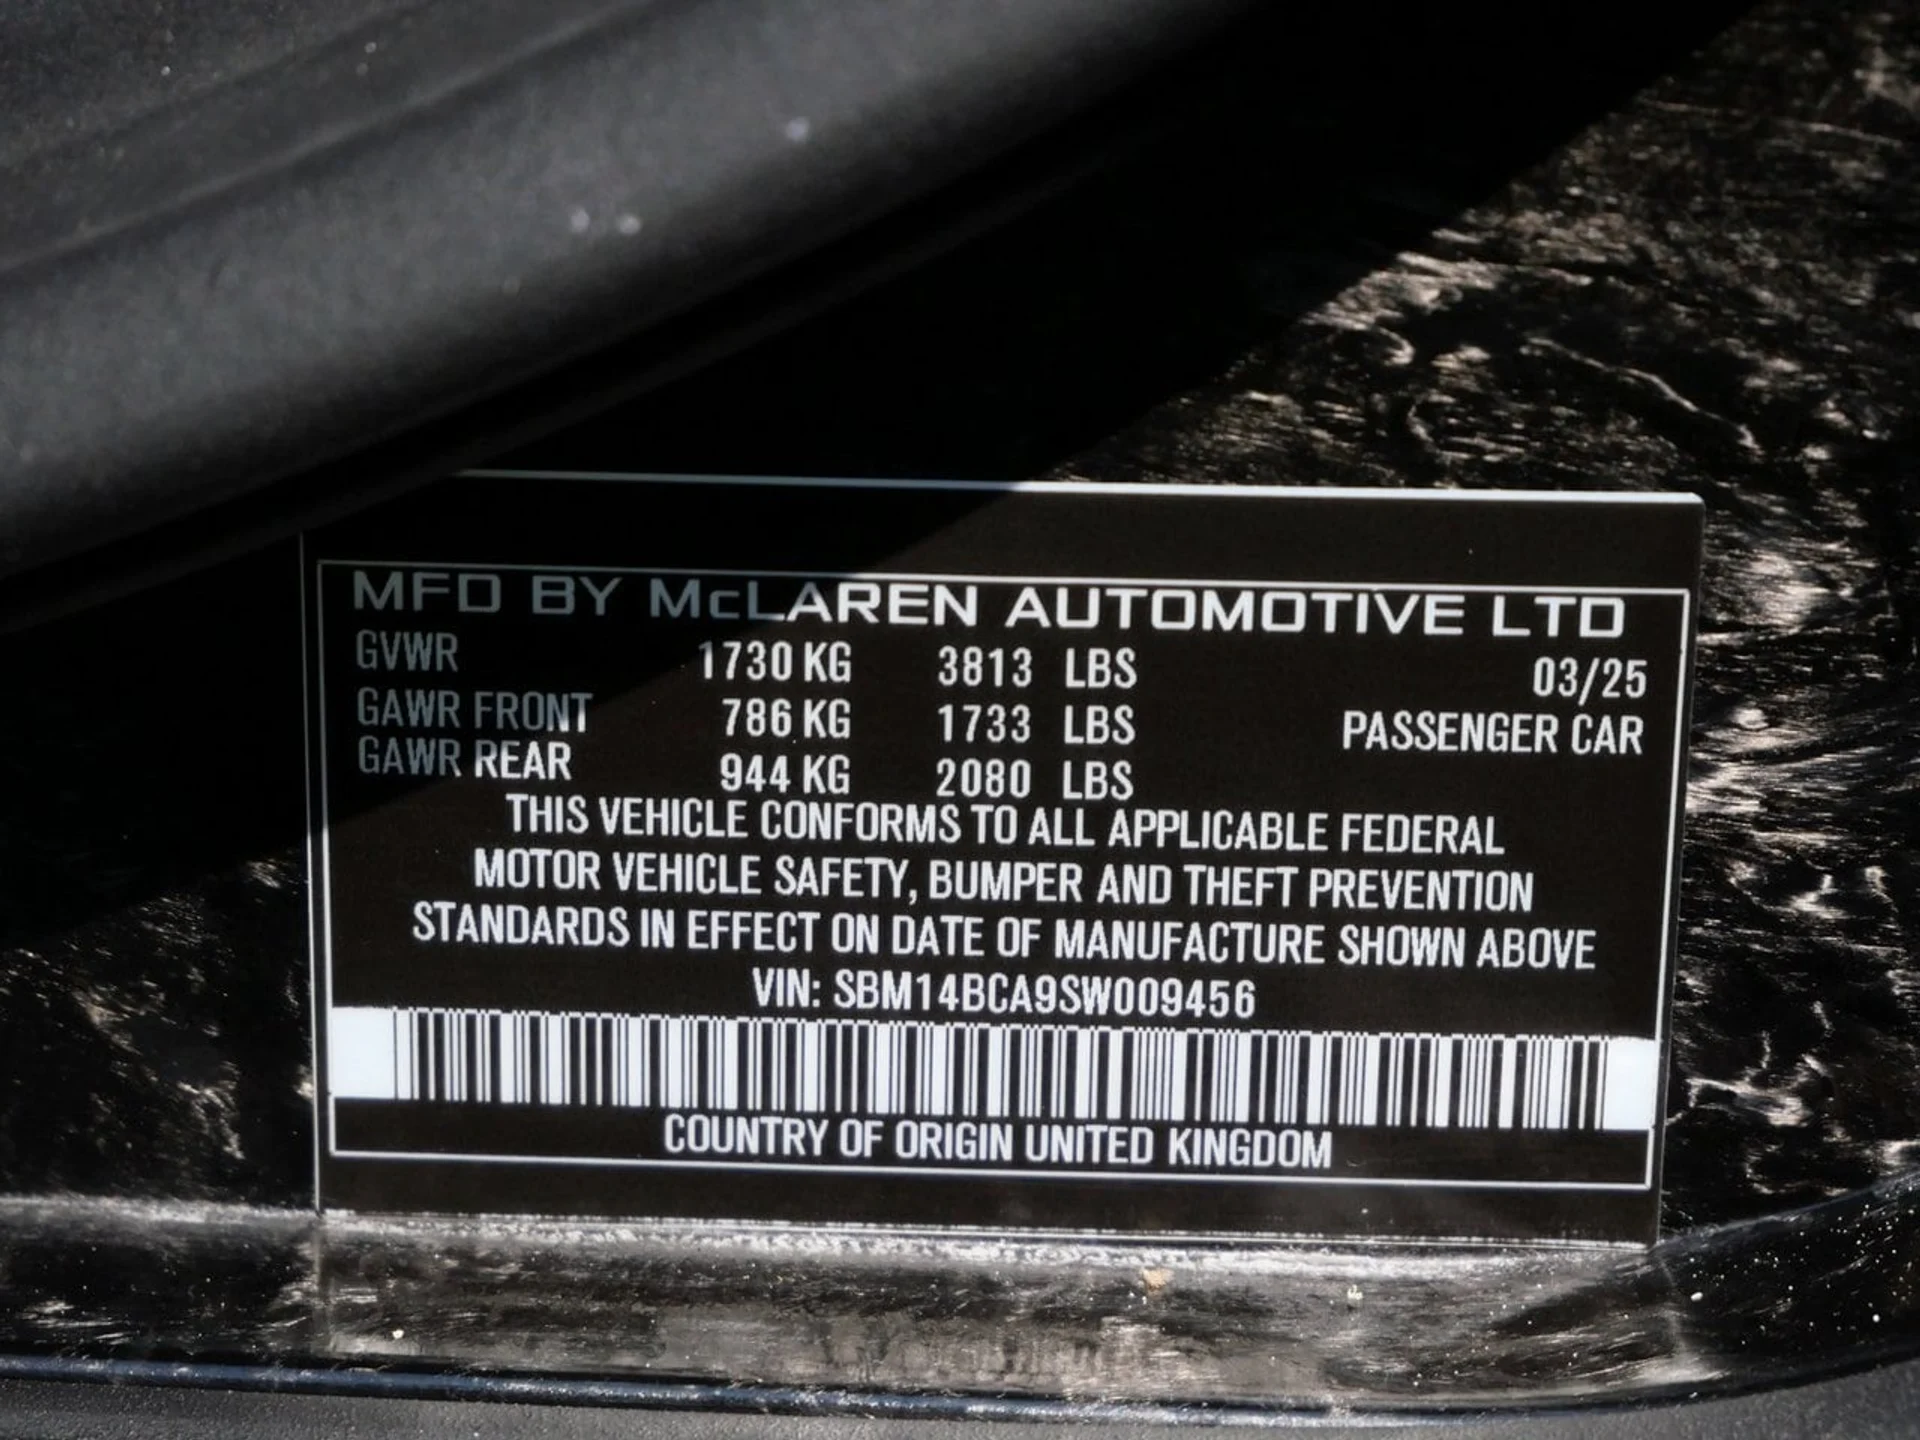 MFD BY McLAREN AUTOMOTIVE LTD
GVWR 1730 KG 3813 LBS 03/25
GAWR FRONT 786 KG 1733 LBS PASSENGER CAR
GAWR REAR 944 KG 2080 LBS
THIS VEHICLE CONFORMS TO ALL APPLICABLE FEDERAL
MOTOR VEHICLE SAFETY, BUMPER AND THEFT PREVENTION
STANDARDS IN EFFECT ON DATE OF MANUFACTURE SHOWN ABOVE
VIN: SBM14BCA9SW009456
COUNTRY OF ORIGIN UNITED KINGDOM